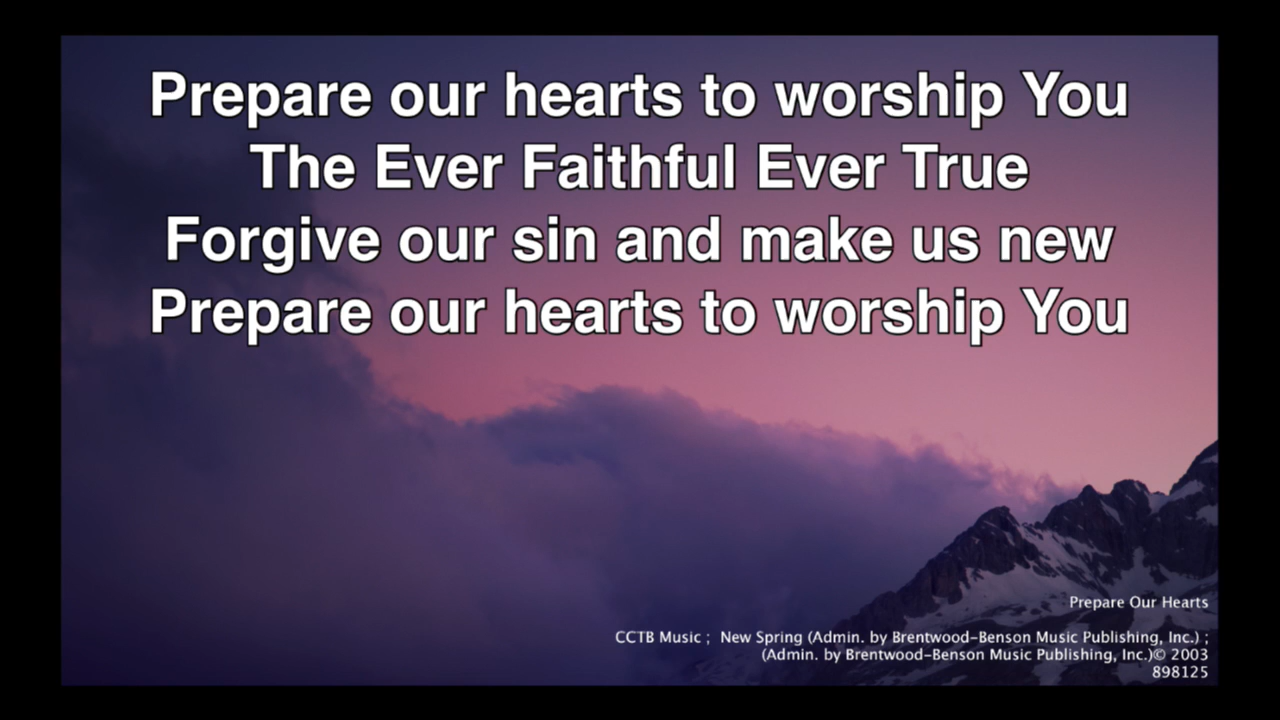 Prepare our hearts to worship You
The Ever Faithful Ever True
Forgive our sin and make us new
Prepare our hearts to worship You
Prepare Our Hearts
CCTB Music ; New Spring (Admin. by Brentwood-Benson Music Publishing, Inc.) ;
(Admin. by Brentwood-Benson Music Publishing, Inc.)© 2003
898125